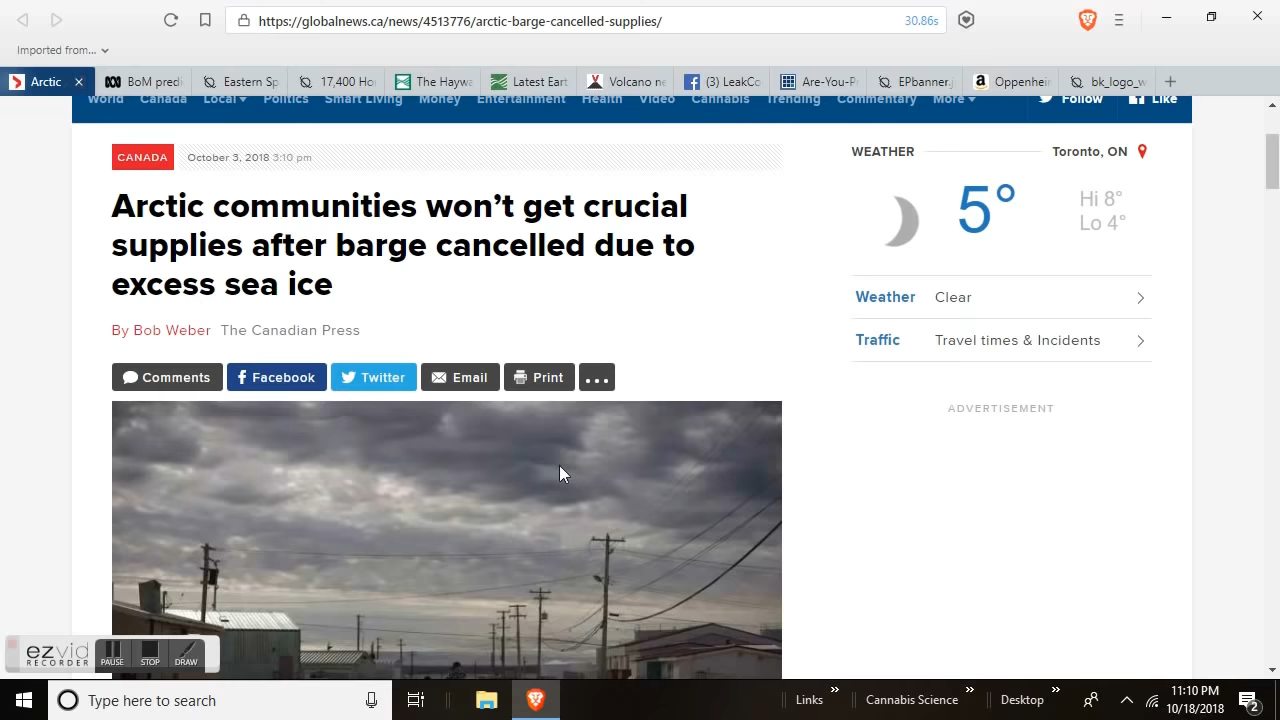 https://globalnews.ca/news/4513776/arctic-barge-cancelled-supplies/
30.86s
Imported from...
Arctic
BoM predi
Eastern Sp
17,400 Ho
The Haywa
Latest Eart
Volcano ne
(3) LeakCo
Are-You-P
EPbanner.j
Oppenhei
bk_logo_w
World Canada Local Politics Smart Living Money Entertainment Health Video Cannabis Trending Commentary More Follow Like
CANADA October 3, 2018 3:10 pm
Arctic communities won’t get crucial
supplies after barge cancelled due to
excess sea ice
By Bob Weber The Canadian Press
Comments Facebook Twitter Email Print ...
WEATHER Toronto, ON
5°
Hi 8°
Lo 4°
Weather Clear
Traffic Travel times & Incidents
ADVERTISEMENT
ezvid
RECORDER
PAUSE STOP DRAW
Type here to search
Links
Cannabis Science
Desktop
11:10 PM
10/18/2018
2